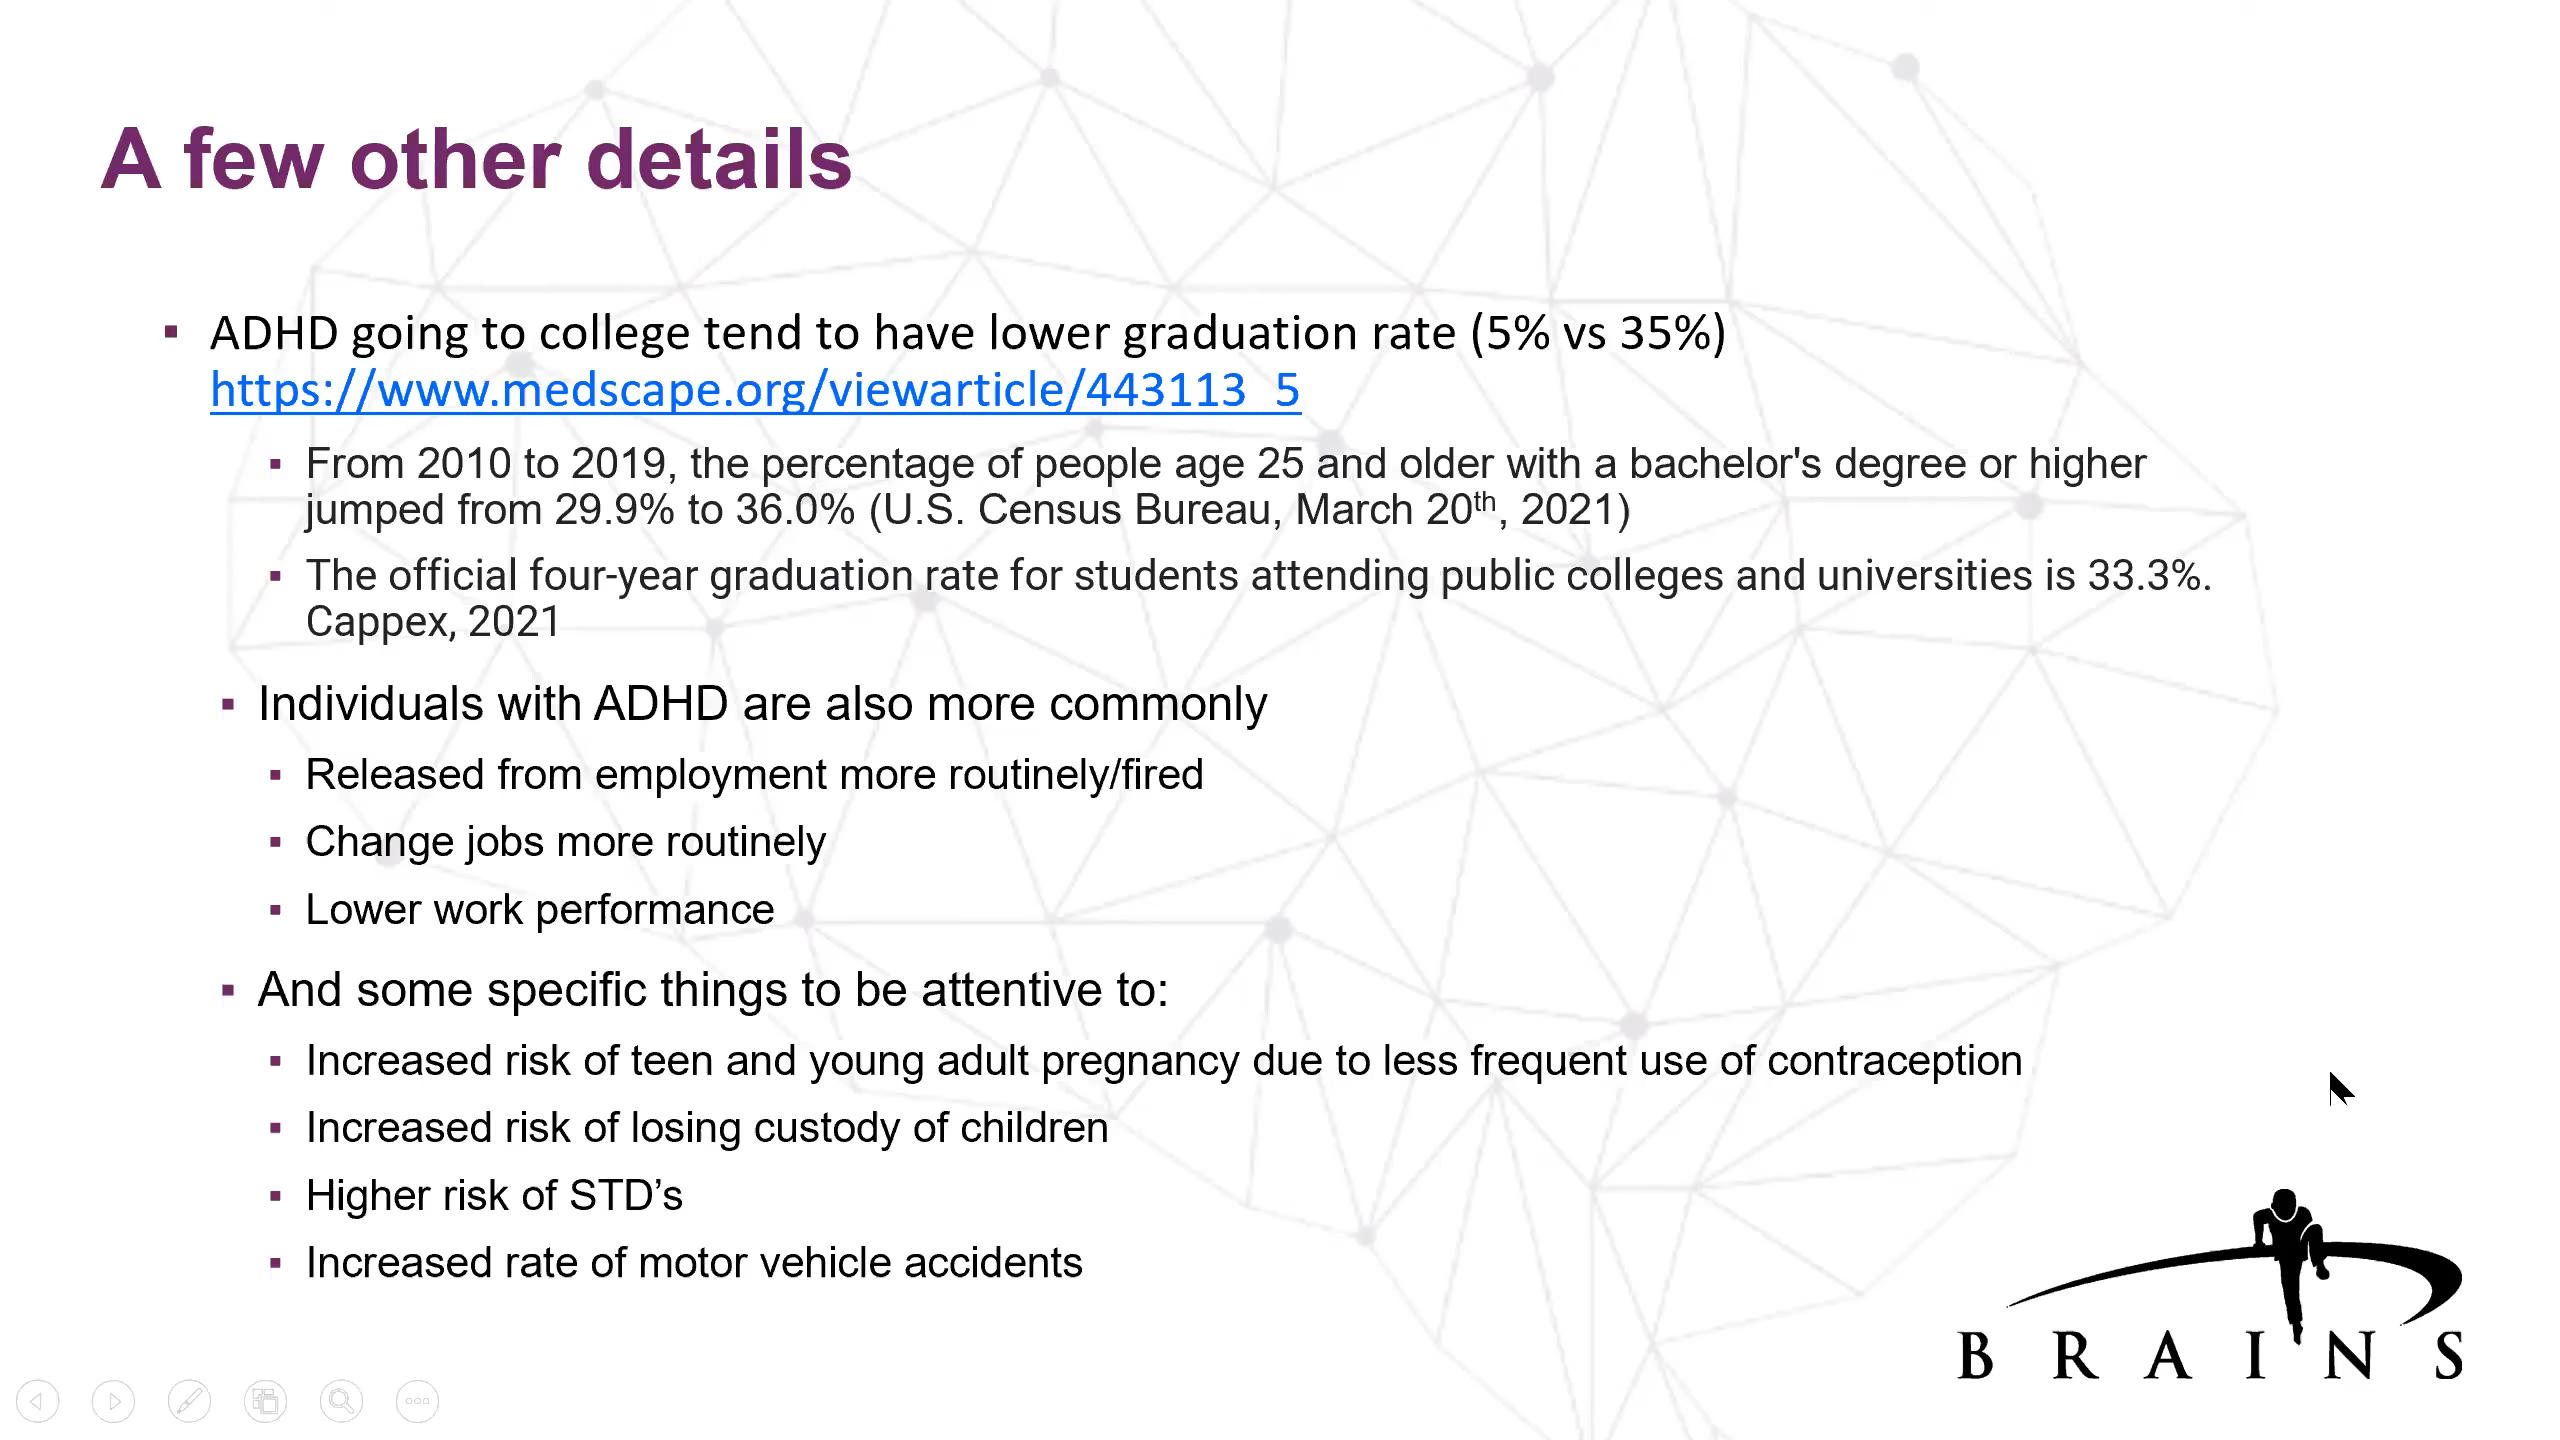 A few other details
▪ ADHD going to college tend to have lower graduation rate (5% vs 35%)
https://www.medscape.org/viewarticle/443113_5
▪ From 2010 to 2019, the percentage of people age 25 and older with a bachelor's degree or higher
jumped from 29.9% to 36.0% (U.S. Census Bureau, March 20th, 2021)
▪ The official four-year graduation rate for students attending public colleges and universities is 33.3%.
Cappex, 2021
▪ Individuals with ADHD are also more commonly
▪ Released from employment more routinely/fired
▪ Change jobs more routinely
▪ Lower work performance
▪ And some specific things to be attentive to:
▪ Increased risk of teen and young adult pregnancy due to less frequent use of contraception
▪ Increased risk of losing custody of children
▪ Higher risk of STD’s
▪ Increased rate of motor vehicle accidents
BRAINS